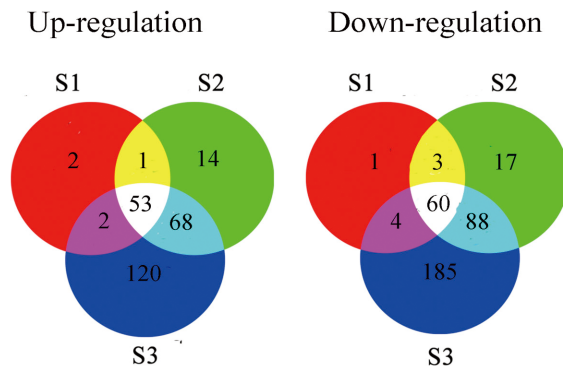 Up-regulation Down-regulation
S1 S2 S1 S2
2 1 14 1 3 17
53 60
2 68 4 88
120 185
S3 S3